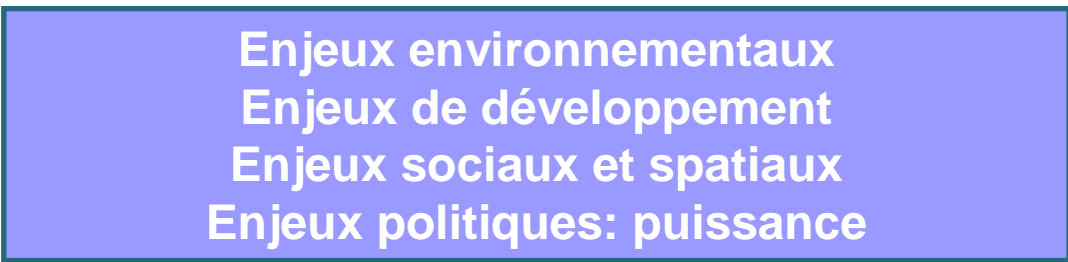 Enjeux environnementaux
Enjeux de développement
Enjeux sociaux et spatiaux
Enjeux politiques: puissance